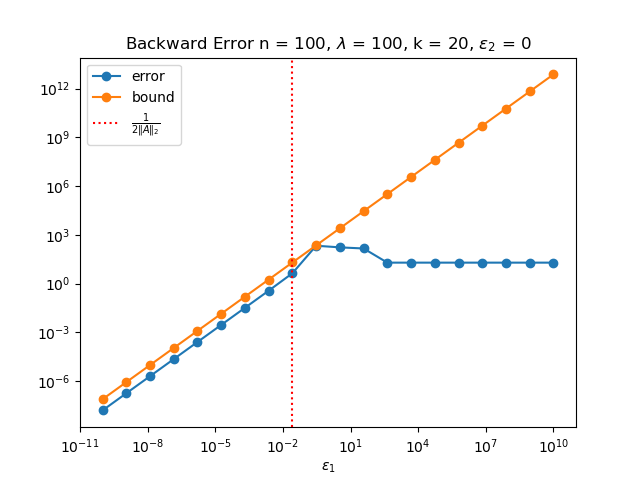 Backward Error n = 100, λ = 100, k = 20, ε₂ = 0
error
bound
1/(2‖A‖₂)
10¹²
10⁹
10⁶
10³
10⁰
10⁻³
10⁻⁶
10⁻¹¹ 10⁻⁸ 10⁻⁵ 10⁻² 10¹ 10⁴ 10⁷ 10¹⁰
ε₁